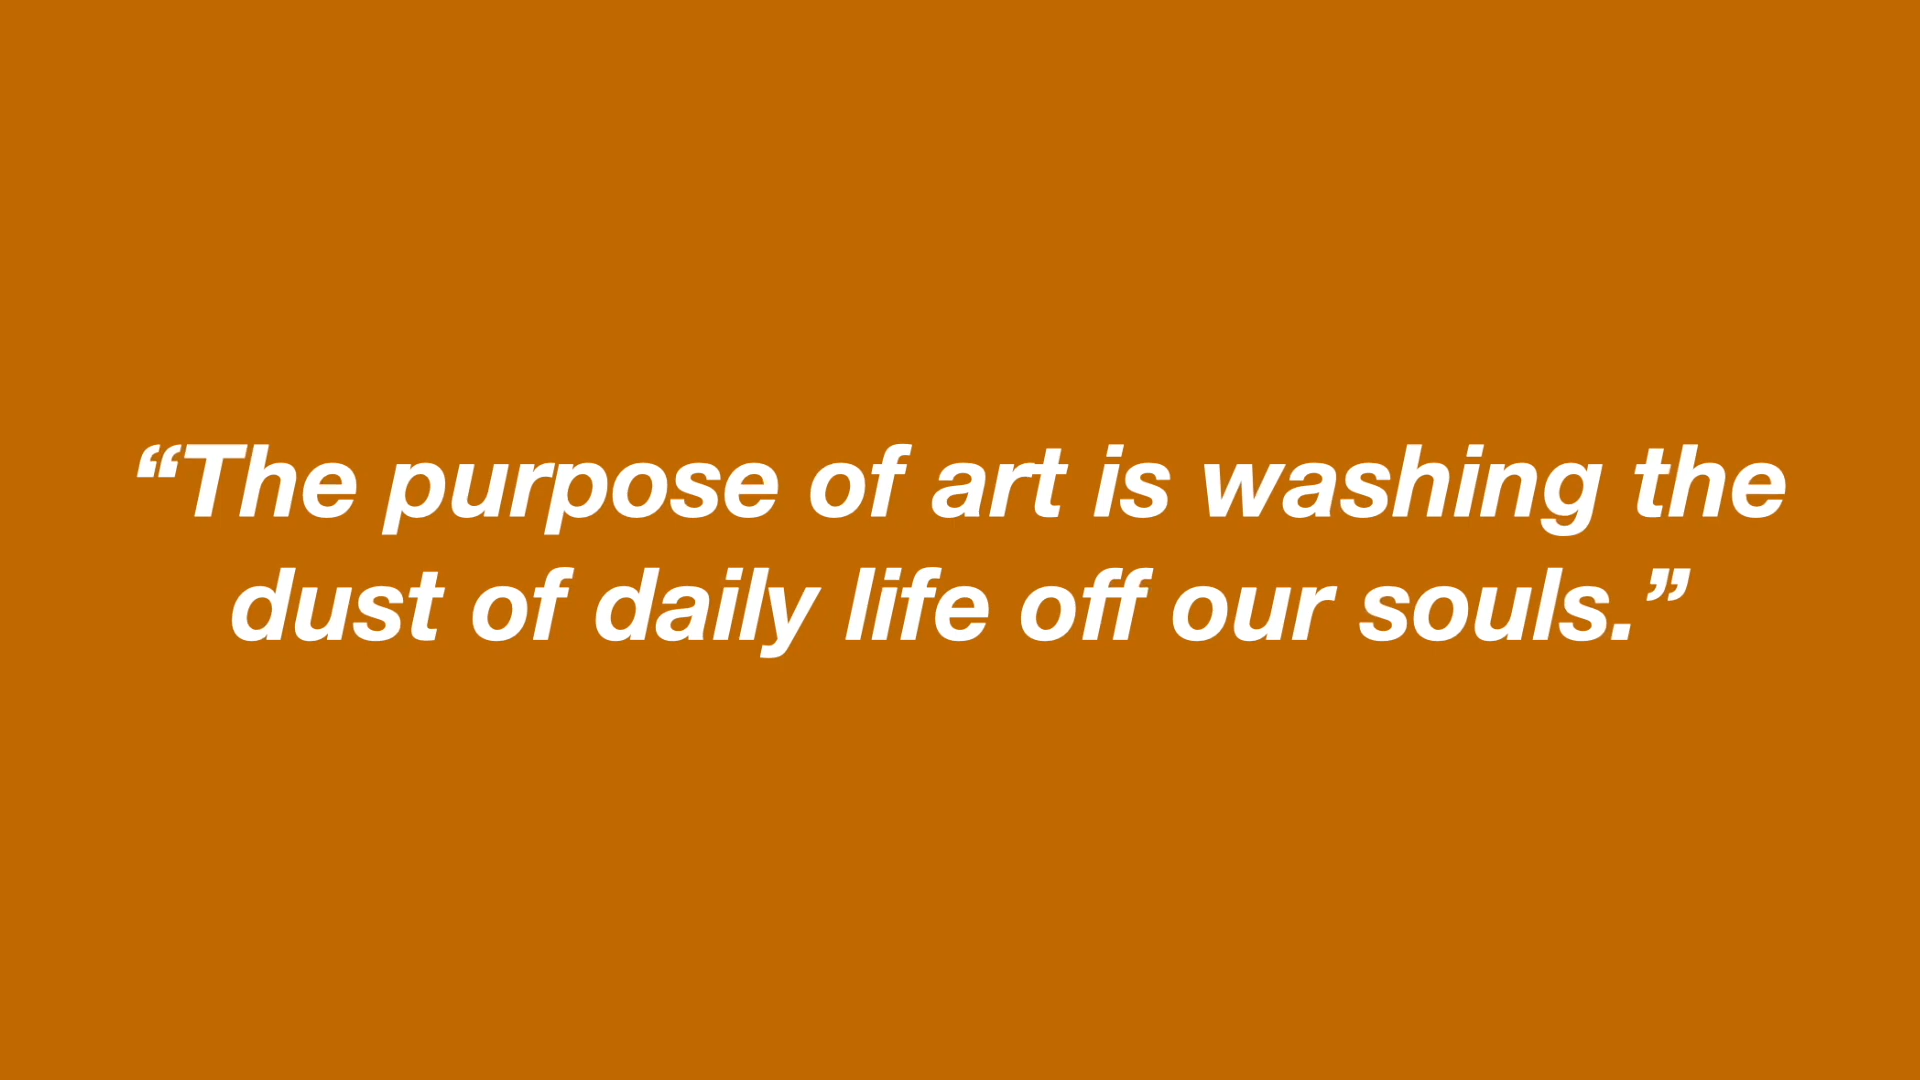 “The purpose of art is washing the
dust of daily life off our souls.”